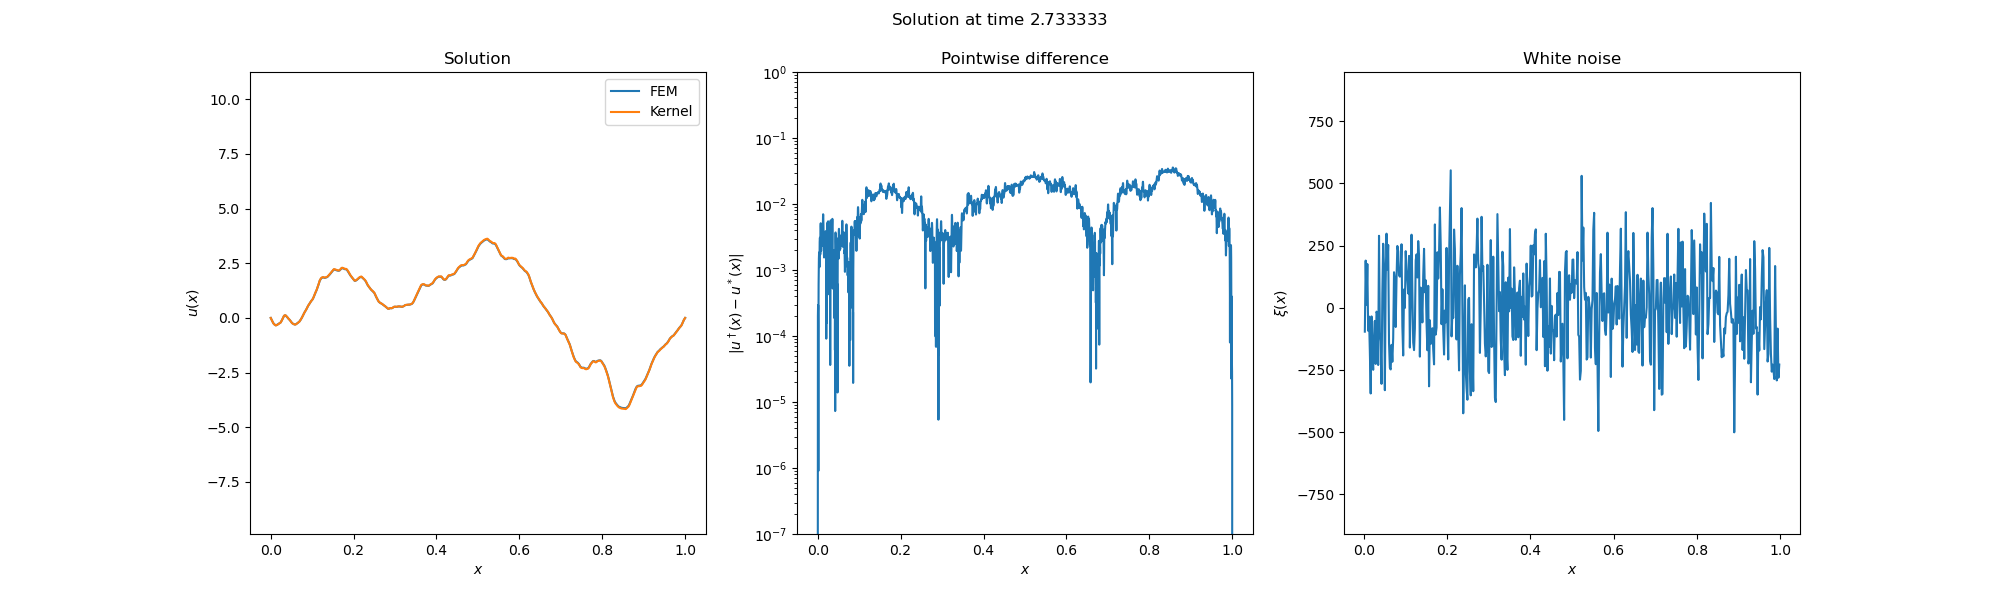 Solution at time 2.733333
Solution
10.0
7.5
5.0
2.5
0.0
−2.5
−5.0
−7.5
u(x)
FEM
Kernel
0.0 0.2 0.4 0.6 0.8 1.0
x
Pointwise difference
10⁰
10⁻¹
10⁻²
10⁻³
10⁻⁴
10⁻⁵
10⁻⁶
10⁻⁷
|u†(x) − u*(x)|
0.0 0.2 0.4 0.6 0.8 1.0
x
White noise
750
500
250
0
−250
−500
−750
ξ(x)
0.0 0.2 0.4 0.6 0.8 1.0
x